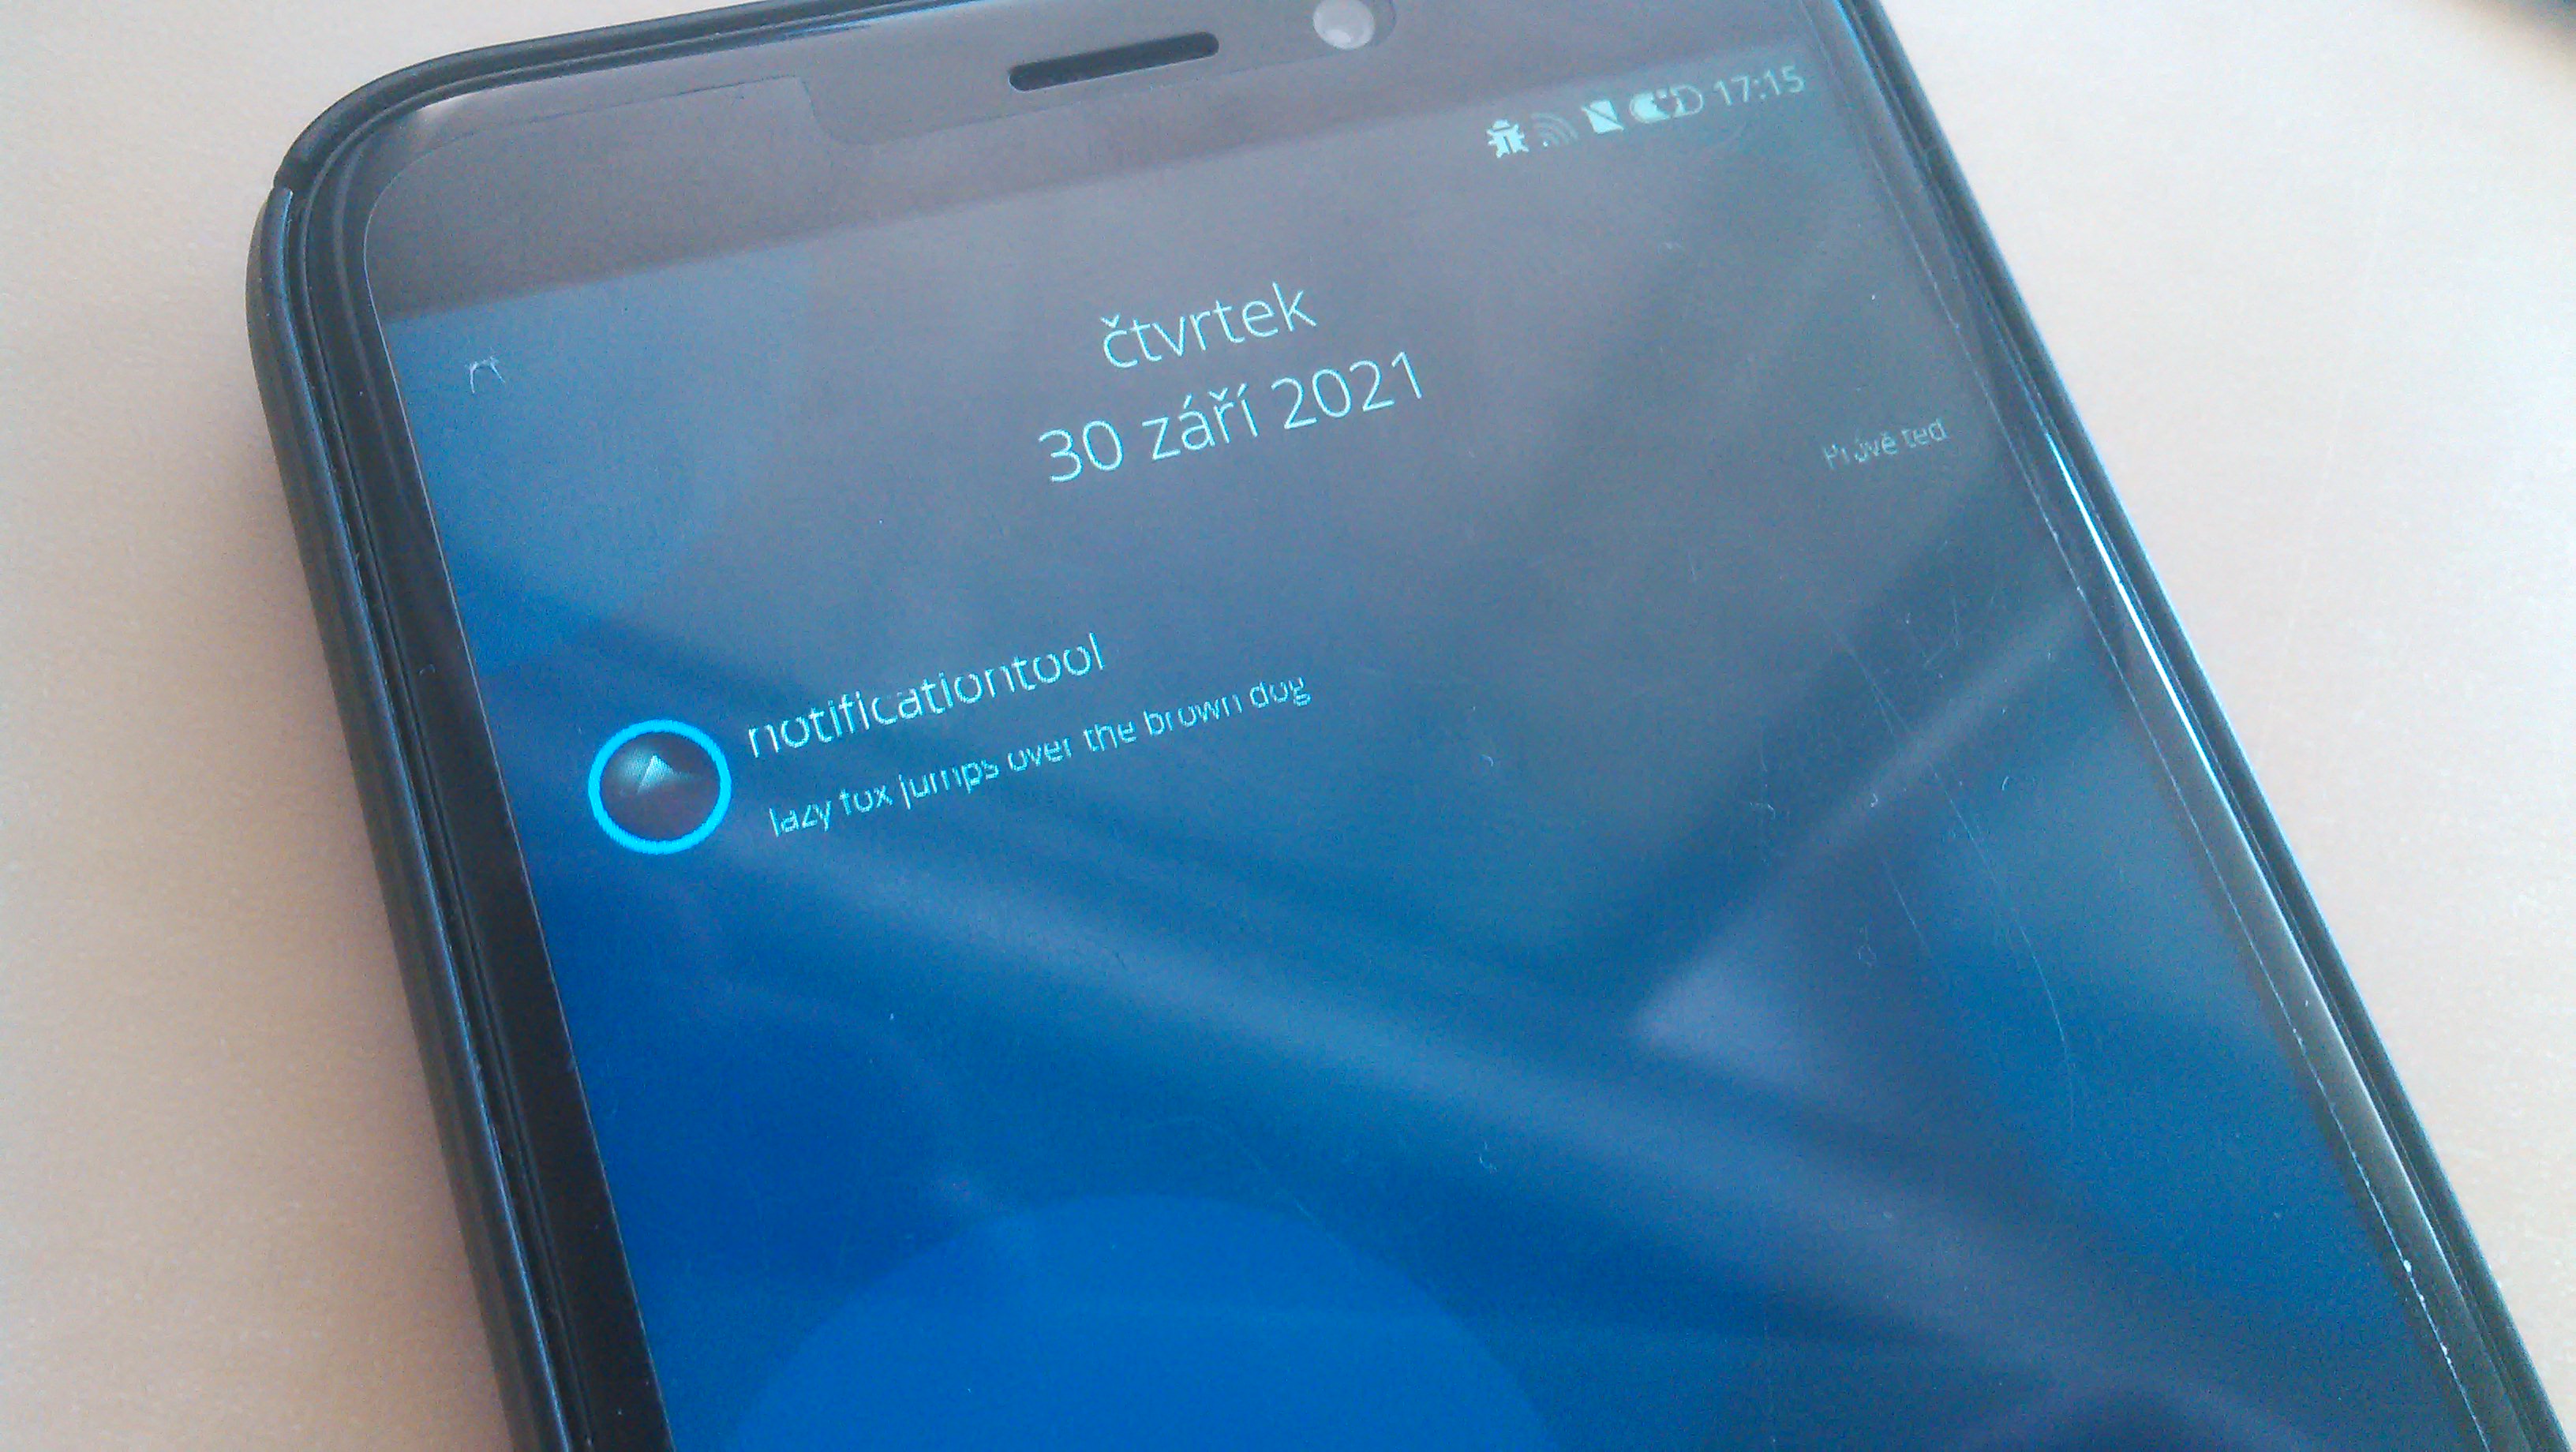 17:15
čtvrtek
30 září 2021
Právě teď
notificationtool
lazy fox jumps over the brown dog